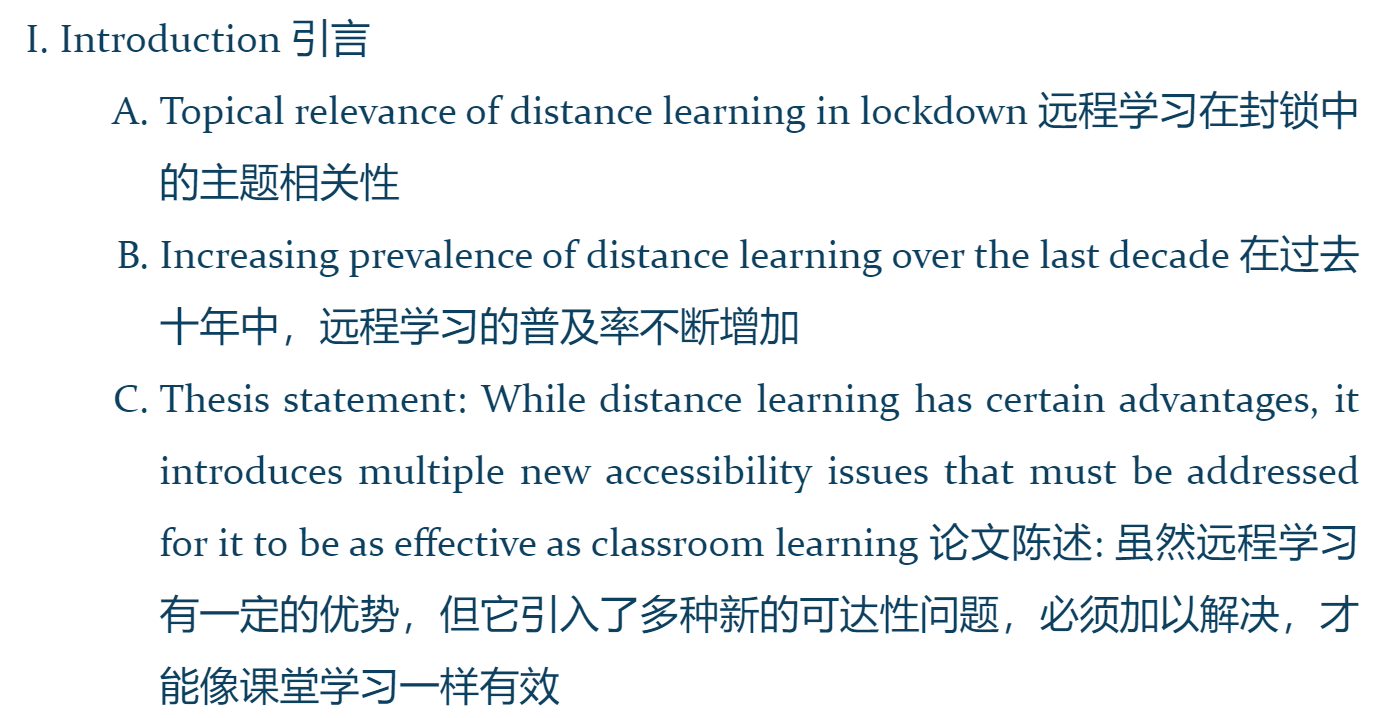 I. Introduction 引言
A. Topical relevance of distance learning in lockdown 远程学习在封锁中
的主题相关性
B. Increasing prevalence of distance learning over the last decade 在过去
十年中，远程学习的普及率不断增加
C. Thesis statement: While distance learning has certain advantages, it
introduces multiple new accessibility issues that must be addressed
for it to be as effective as classroom learning 论文陈述: 虽然远程学习
有一定的优势，但它引入了多种新的可达性问题，必须加以解决，才
能像课堂学习一样有效